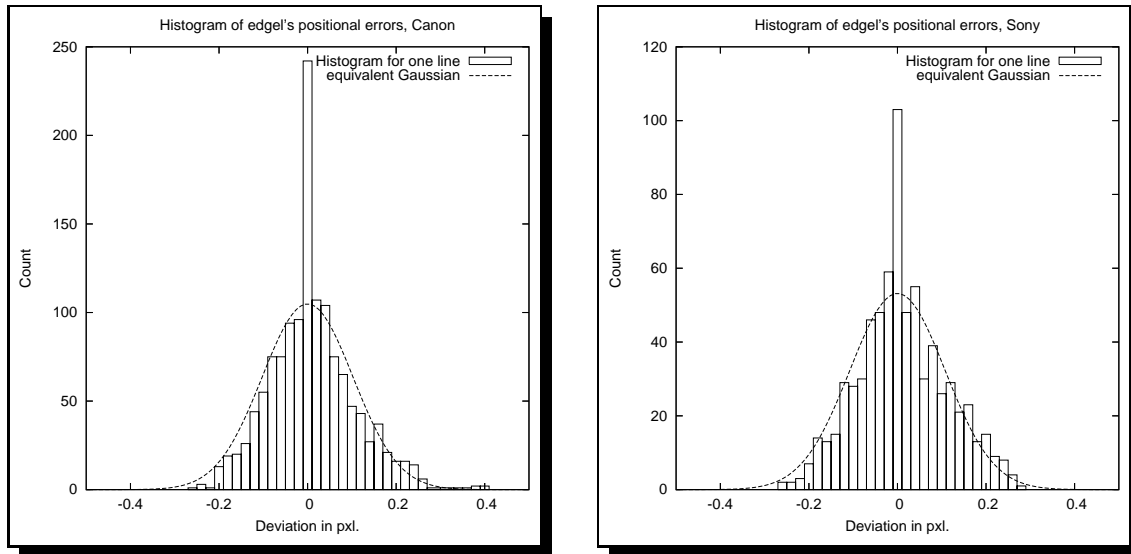 Histogram of edgel's positional errors, Canon
250
200
150
100
50
0
Count
Histogram for one line
equivalent Gaussian
-0.4
-0.2
0
0.2
0.4
Deviation in pxl.
Histogram of edgel's positional errors, Sony
120
100
80
60
40
20
0
Count
Histogram for one line
equivalent Gaussian
-0.4
-0.2
0
0.2
0.4
Deviation in pxl.